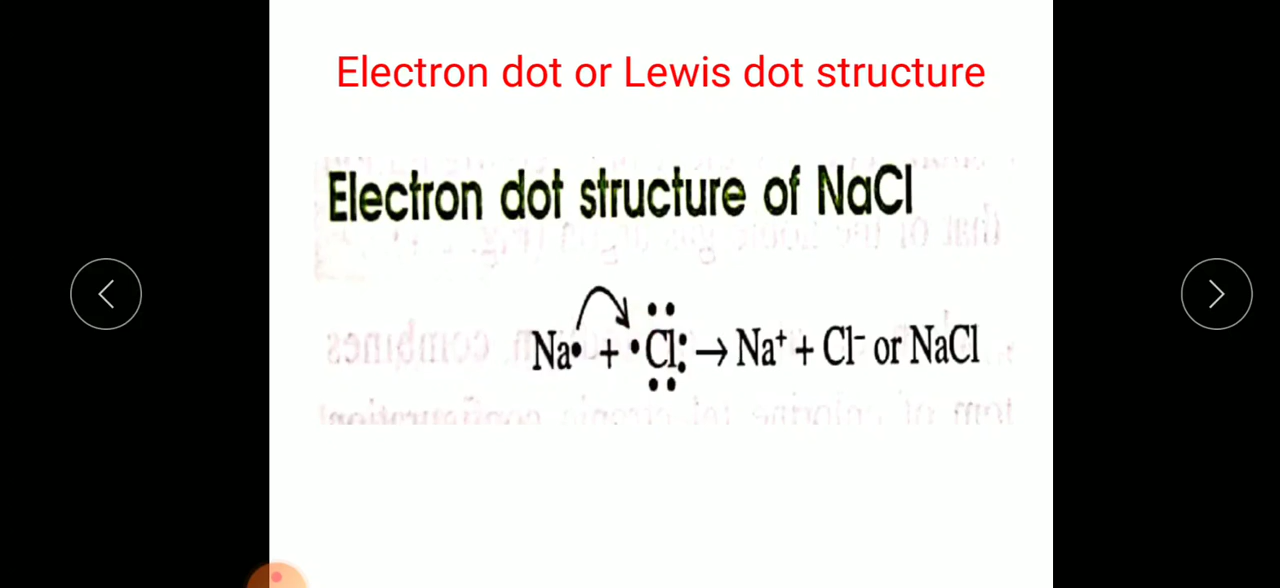 Electron dot or Lewis dot structure
Electron dot structure of NaCl
Na• + •Cl: → Na⁺ + Cl⁻ or NaCl